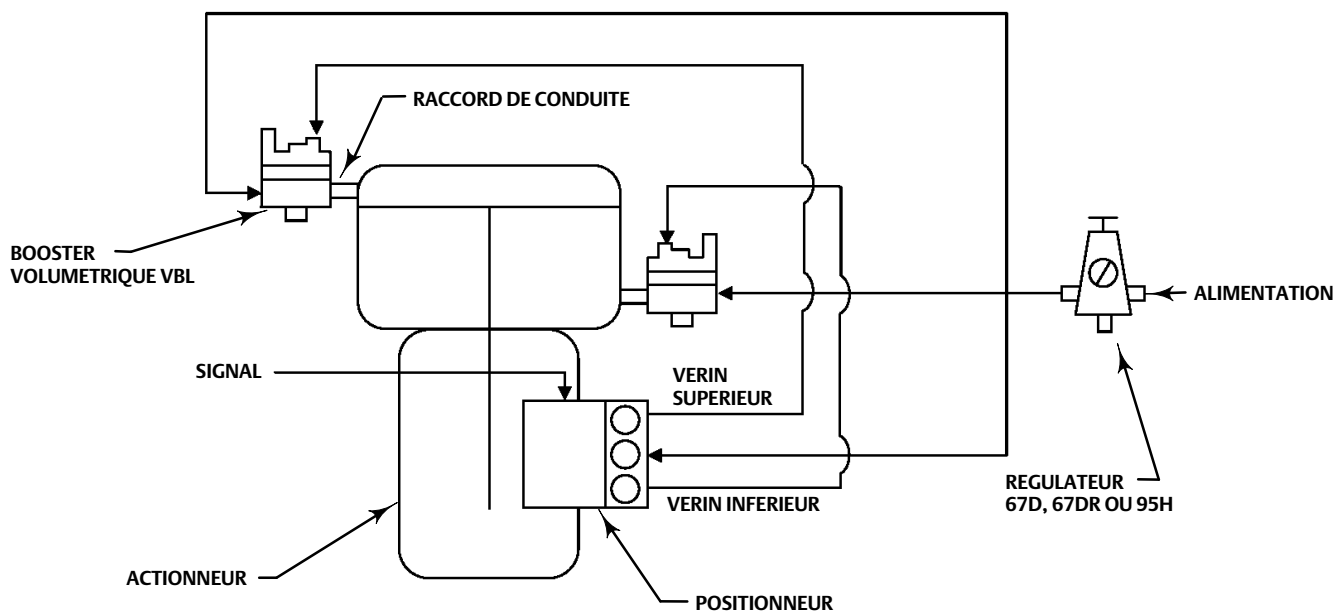 RACCORD DE CONDUITE
BOOSTER
VOLUMETRIQUE VBL
ALIMENTATION
SIGNAL
VERIN
SUPERIEUR
VERIN INFERIEUR
REGULATEUR
67D, 67DR OU 95H
ACTIONNEUR
POSITIONNEUR